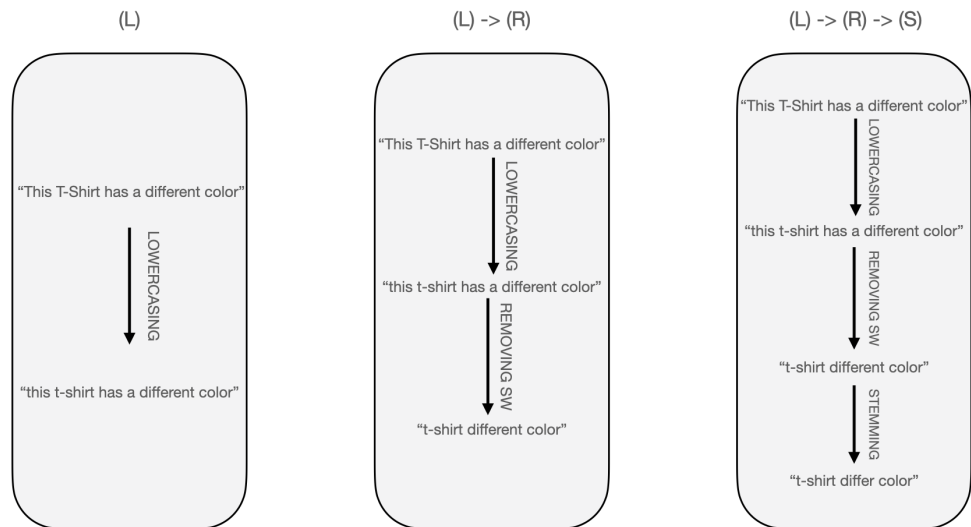 (L)
“This T-Shirt has a different color”
LOWERCASING
“this t-shirt has a different color”
(L) -> (R)
“This T-Shirt has a different color”
LOWERCASING
“this t-shirt has a different color”
REMOVING SW
“t-shirt different color”
(L) -> (R) -> (S)
“This T-Shirt has a different color”
LOWERCASING
“this t-shirt has a different color”
REMOVING SW
“t-shirt different color”
STEMMING
“t-shirt differ color”